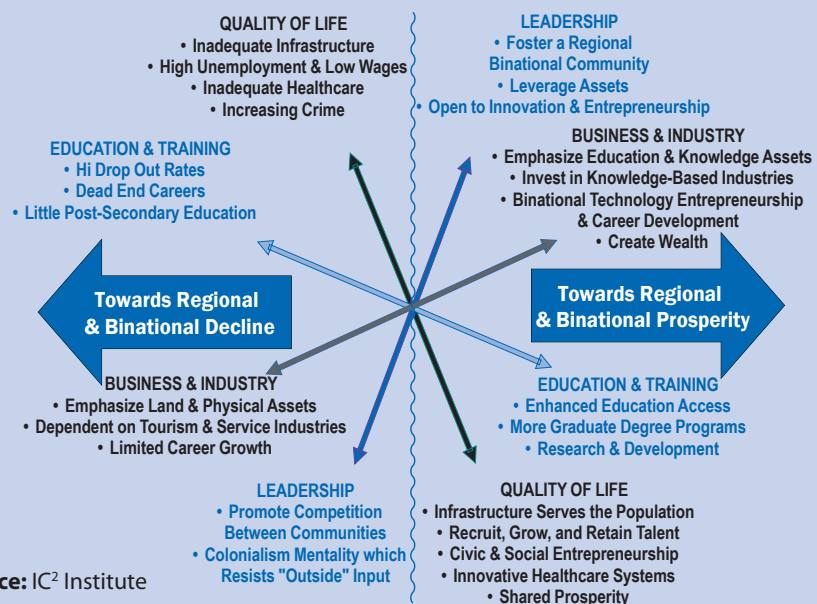 QUALITY OF LIFE
• Inadequate Infrastructure
• High Unemployment & Low Wages
• Inadequate Healthcare
• Increasing Crime
LEADERSHIP
• Foster a Regional
Binational Community
• Leverage Assets
• Open to Innovation & Entrepreneurship
EDUCATION & TRAINING
• Hi Drop Out Rates
• Dead End Careers
• Little Post-Secondary Education
BUSINESS & INDUSTRY
• Emphasize Education & Knowledge Assets
• Invest in Knowledge-Based Industries
• Binational Technology Entrepreneurship
& Career Development
• Create Wealth
Towards Regional
& Binational Decline
Towards Regional
& Binational Prosperity
BUSINESS & INDUSTRY
• Emphasize Land & Physical Assets
• Dependent on Tourism & Service Industries
• Limited Career Growth
EDUCATION & TRAINING
• Enhanced Education Access
• More Graduate Degree Programs
• Research & Development
LEADERSHIP
• Promote Competition
Between Communities
• Colonialism Mentality which
Resists "Outside" Input
QUALITY OF LIFE
• Infrastructure Serves the Population
• Recruit, Grow, and Retain Talent
• Civic & Social Entrepreneurship
• Innovative Healthcare Systems
• Shared Prosperity
ce: IC² Institute